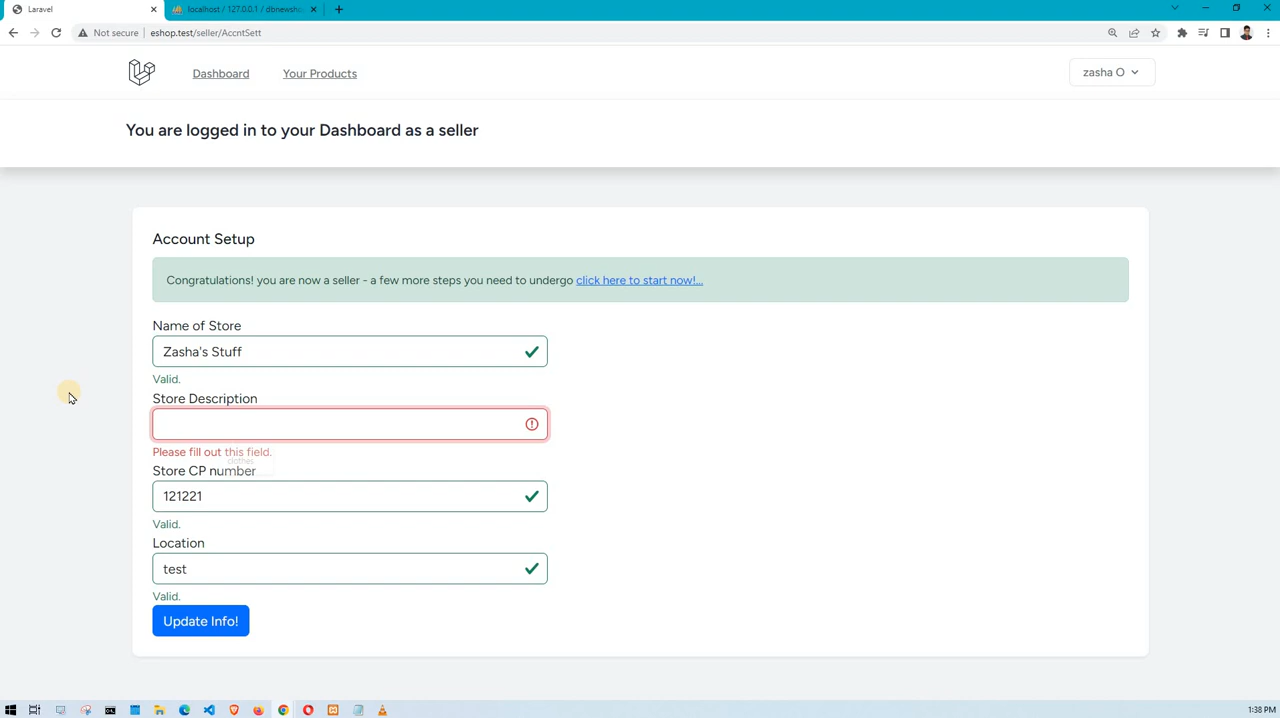 Laravel
localhost / 127.0.0.1 / dbnewsha
Not secure
eshop.test/seller/AccntSett
Dashboard
Your Products
zasha O
You are logged in to your Dashboard as a seller
Account Setup
Congratulations! you are now a seller - a few more steps you need to undergo click here to start now!...
Name of Store
Zasha's Stuff
Valid.
Store Description
Please fill out this field.
clothes
Store CP number
121221
Valid.
Location
test
Valid.
Update Info!
1:38 PM